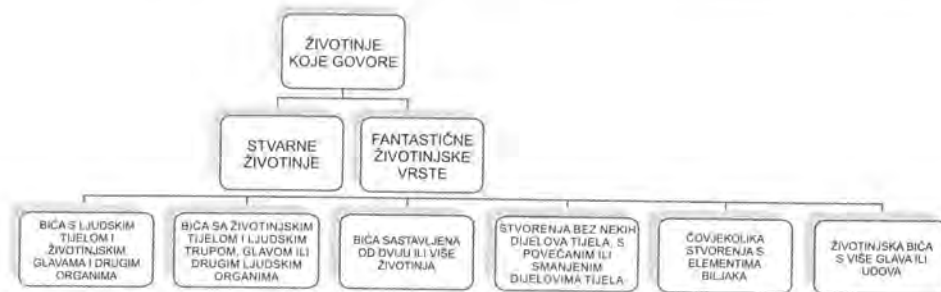 ŽIVOTINJE
KOJE GOVORE
STVARNE
ŽIVOTINJE
FANTASTIČNE
ŽIVOTINJSKE
VRSTE
BIĆA S LJUDSKIM
TIJELOM I
ŽIVOTINJSKIM
GLAVAMA I DRUGIM
ORGANIMA
BIĆA SA ŽIVOTINJSKIM
TIJELOM I LJUDSKIM
TRUPOM, GLAVOM ILI
DRUGIM LJUDSKIM
ORGANIMA
BIĆA SASTAVLJENA
OD DVIJU ILI VIŠE
ŽIVOTINJA
STVORENJA BEZ NEKIH
DIJELOVA TIJELA, S
POVEĆANIM ILI
SMANJENIM
DIJELOVIMA TIJELA
ČOVJEKOLIKA
STVORENJA S
ELEMENTIMA
BILJAKA
ŽIVOTINJSKA BIĆA
S VIŠE GLAVA ILI
UDOVA